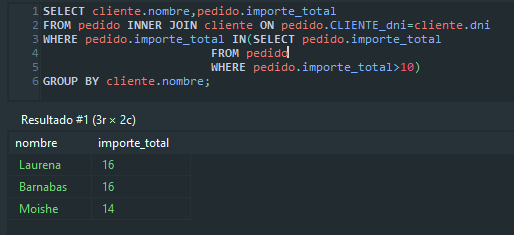 1 SELECT cliente.nombre,pedido.importe_total
2 FROM pedido INNER JOIN cliente ON pedido.CLIENTE_dni=cliente.dni
3 WHERE pedido.importe_total IN(SELECT pedido.importe_total
4 FROM pedido
5 WHERE pedido.importe_total>10)
6 GROUP BY cliente.nombre;
Resultado #1 (3r × 2c)
nombre importe_total
Laurena 16
Barnabas 16
Moishe 14